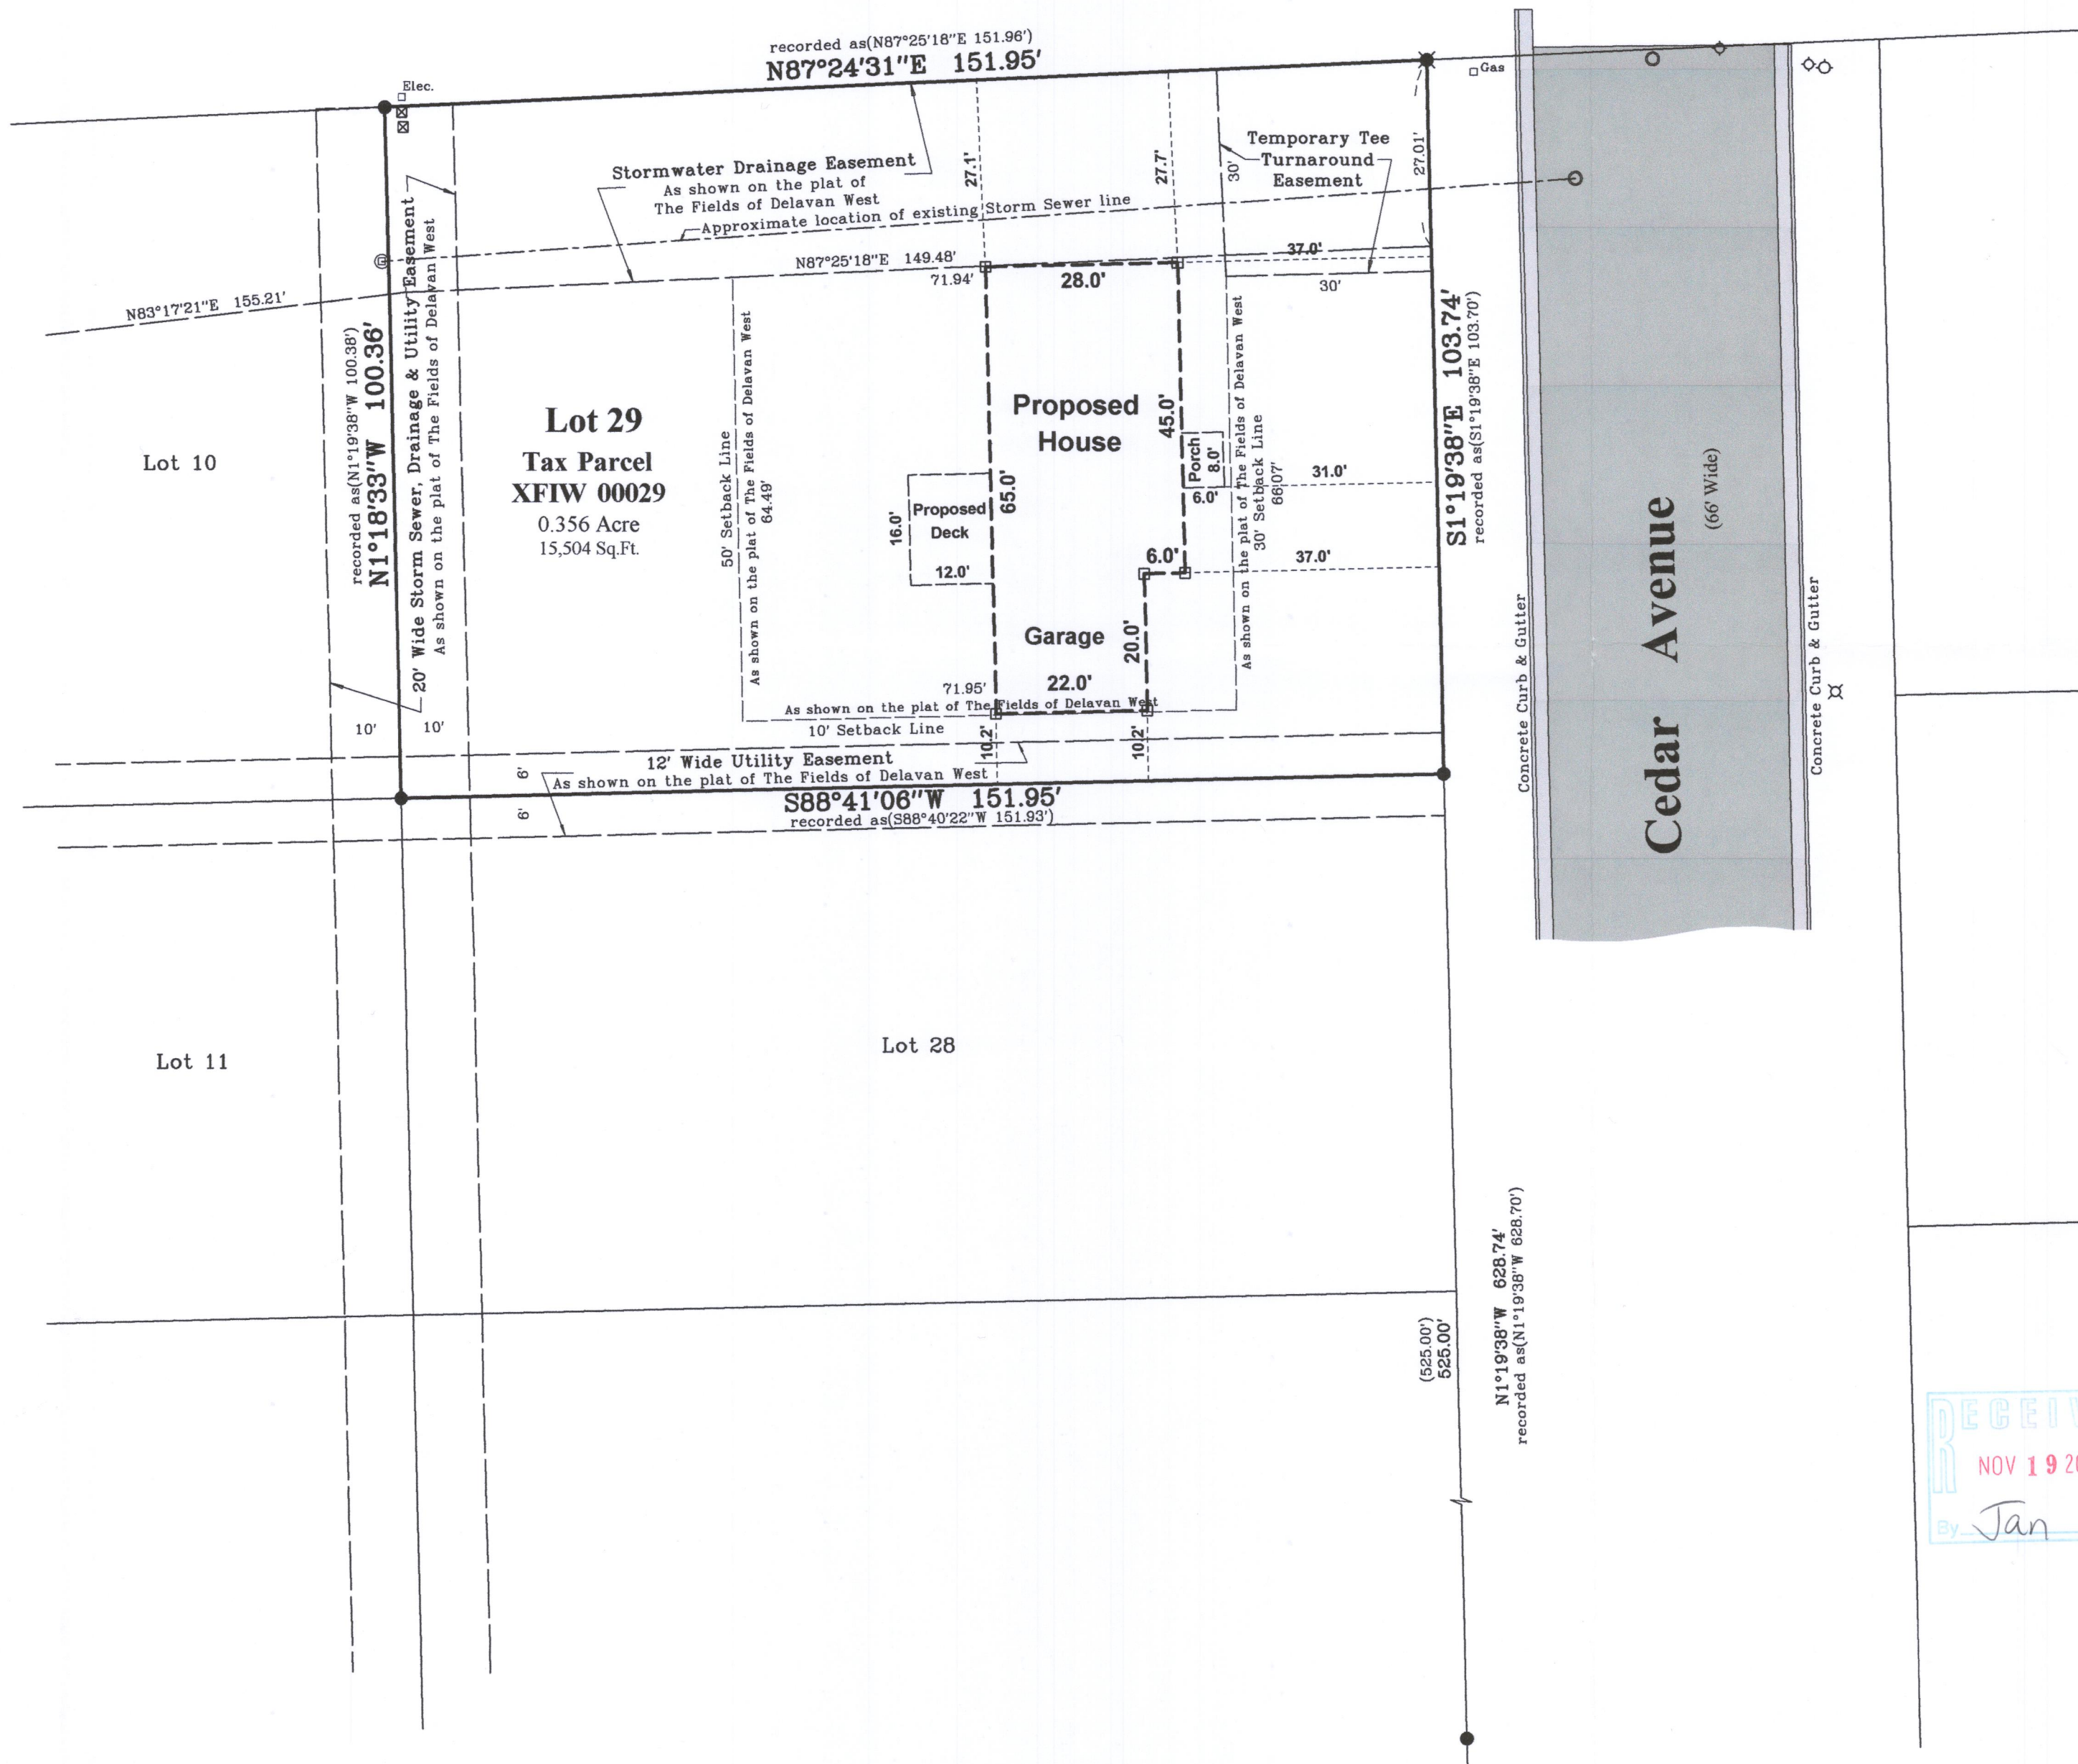 recorded as(N87°25'18"E 151.96')
N87°24'31"E 151.95'
Elec.
Gas
Stormwater Drainage Easement
As shown on the plat of
The Fields of Delavan West
Approximate location of existing Storm Sewer line
27.1'
27.7'
30'
Temporary Tee
Turnaround
Easement
27.01'
N87°25'18"E 149.48'
71.94'
28.0'
37.0'
30'
N83°17'21"E 155.21'
recorded as(N1°19'38"W 100.38')
N1°18'33"W 100.36'
20' Wide Storm Sewer, Drainage & Utility Easement
As shown on the plat of The Fields of Delavan West
Lot 10
Lot 29
Tax Parcel
XFIW 00029
0.356 Acre
15,504 Sq.Ft.
50' Setback Line
As shown on the plat of The Fields of Delavan West
64.49'
Proposed
House
45.0'
65.0'
Porch
8.0'
6.0'
31.0'
Proposed
Deck
16.0'
12.0'
6.0'
37.0'
As shown on the plat of The Fields of Delavan West
30' Setback Line
66.07'
S1°19'38"E 103.74'
recorded as(S1°19'38"E 103.70')
Garage
20.0'
22.0'
71.95'
As shown on the plat of The Fields of Delavan West
10' Setback Line
10.2'
10.2'
10'
10'
12' Wide Utility Easement
As shown on the plat of The Fields of Delavan West
6'
6'
S88°41'06"W 151.95'
recorded as(S88°40'22"W 151.93')
Concrete Curb & Gutter
Cedar Avenue
(66' Wide)
Concrete Curb & Gutter
Lot 11
Lot 28
(525.00')
525.00'
N1°19'38"W 628.74'
recorded as(N1°19'38"W 628.70')
RECEIV
NOV 19 20
By Jan